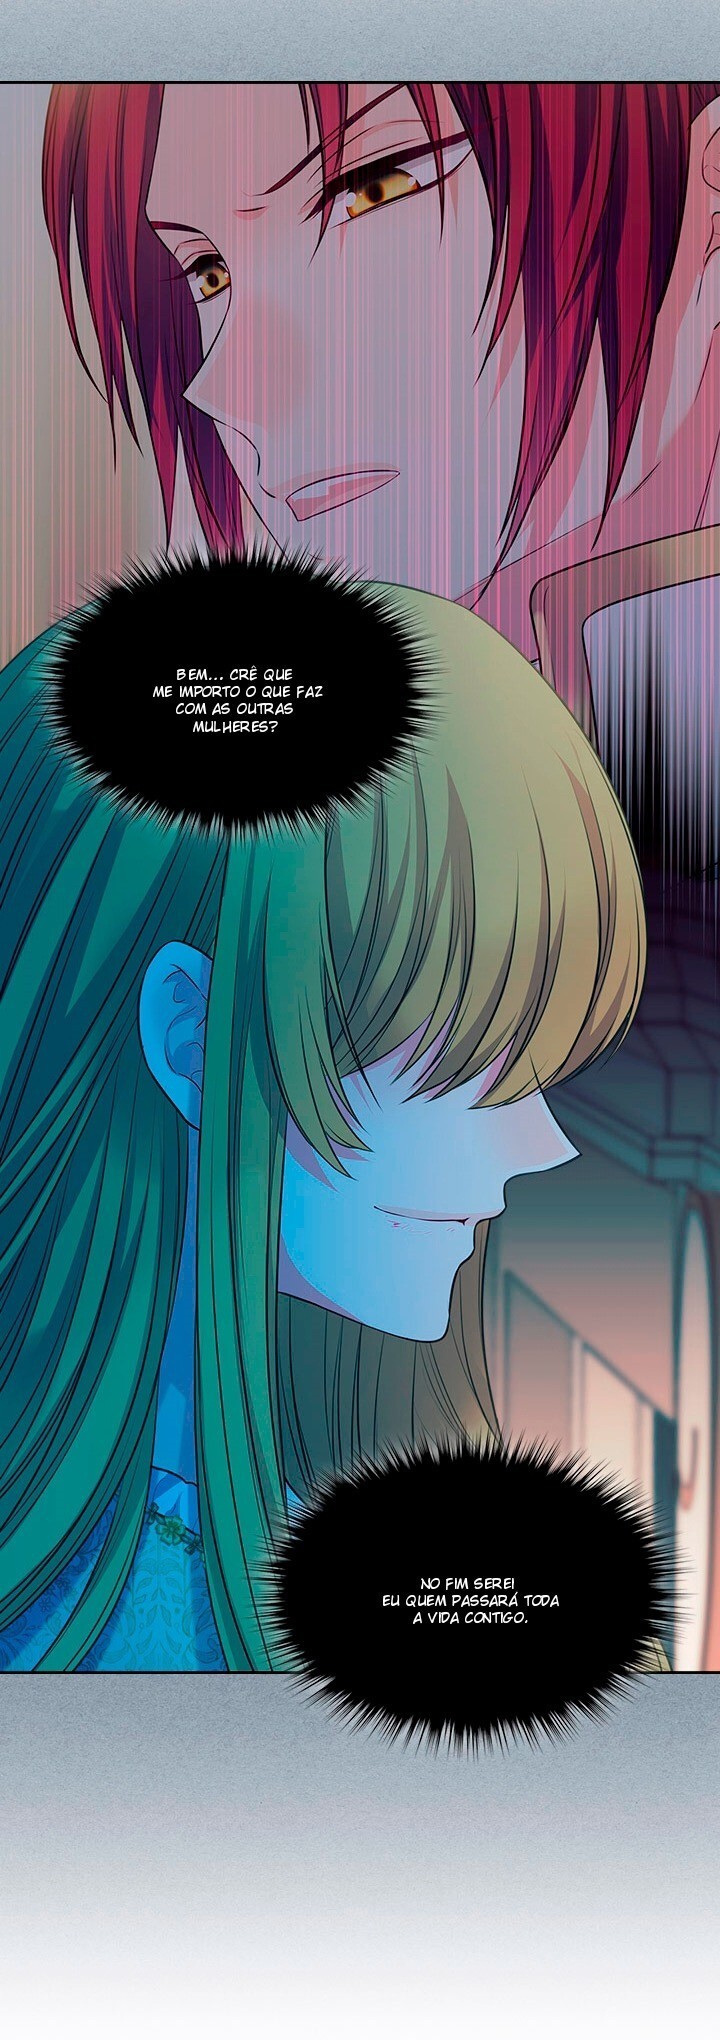 BEM... CRÊ QUE
ME IMPORTO O QUE FAZ
COM AS OUTRAS
MULHERES?
NO FIM SEREI
EU QUEM PASSARÁ TODA
A VIDA CONTIGO.